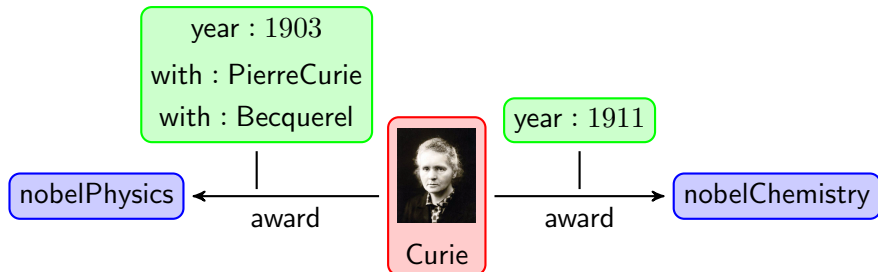 year : 1903
with : PierreCurie
with : Becquerel
year : 1911
nobelPhysics
award
Curie
award
nobelChemistry